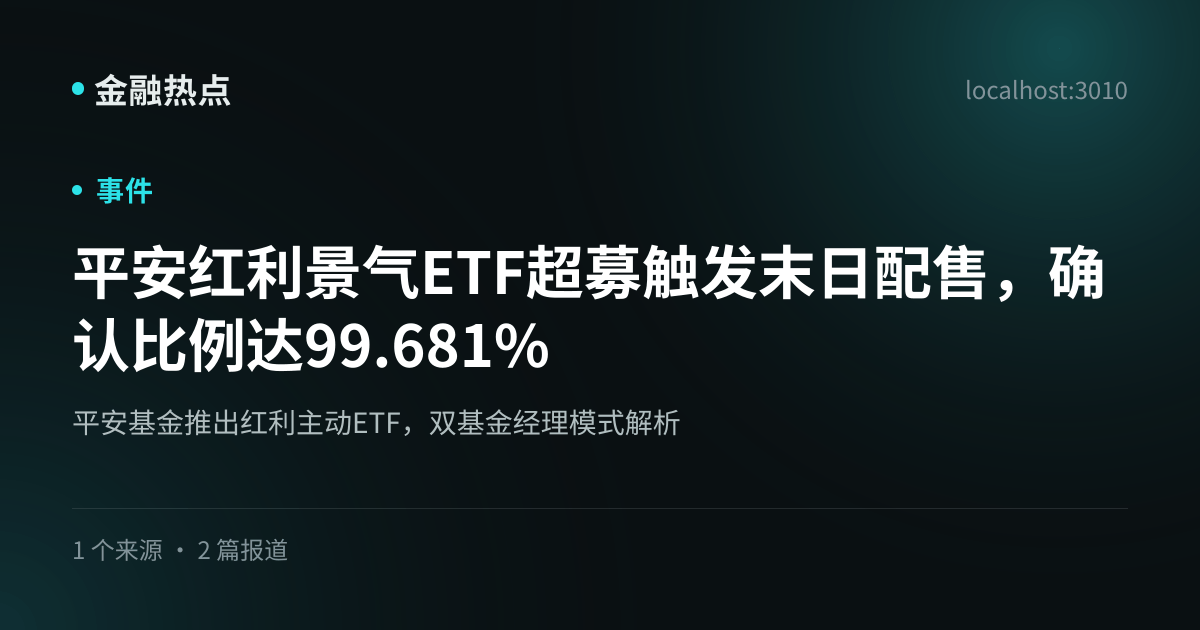 金融热点
localhost:3010
事件
平安红利景气ETF超募触发末日配售，确
认比例达99.681%
平安基金推出红利主动ETF，双基金经理模式解析
1 个来源 · 2 篇报道